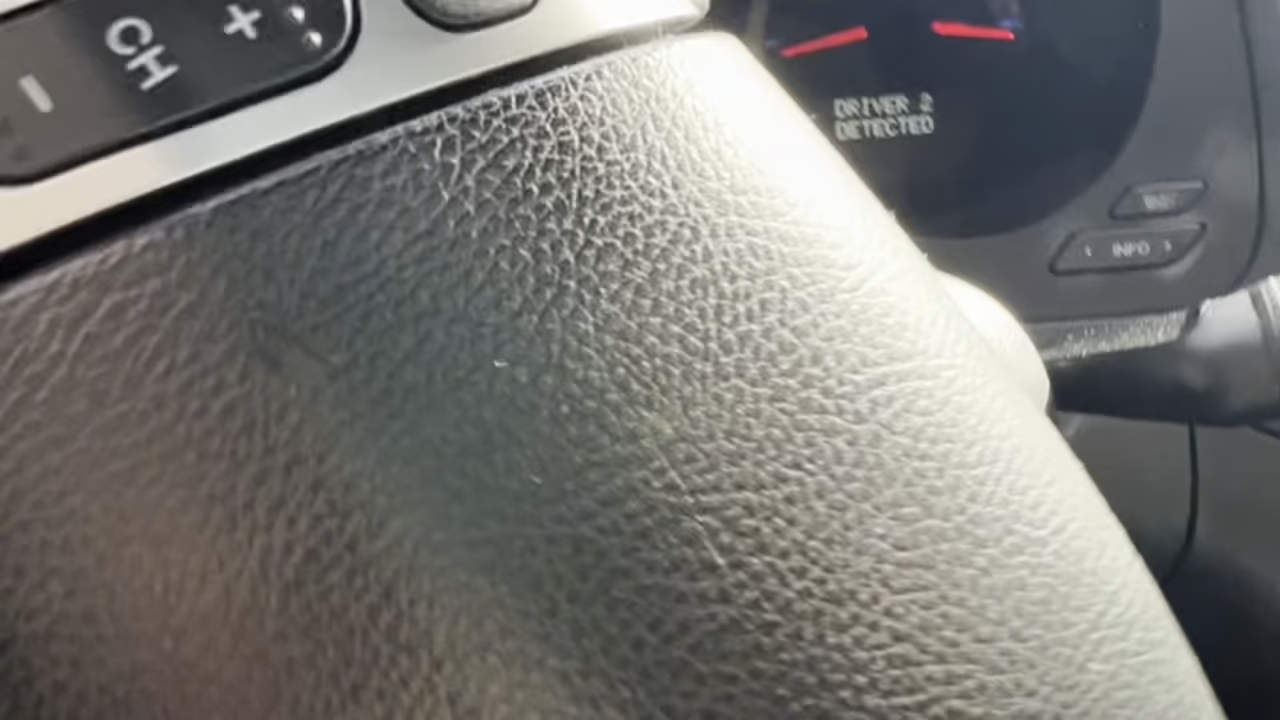 – CH +
DRIVER 2
DETECTED
‹ INFO ›